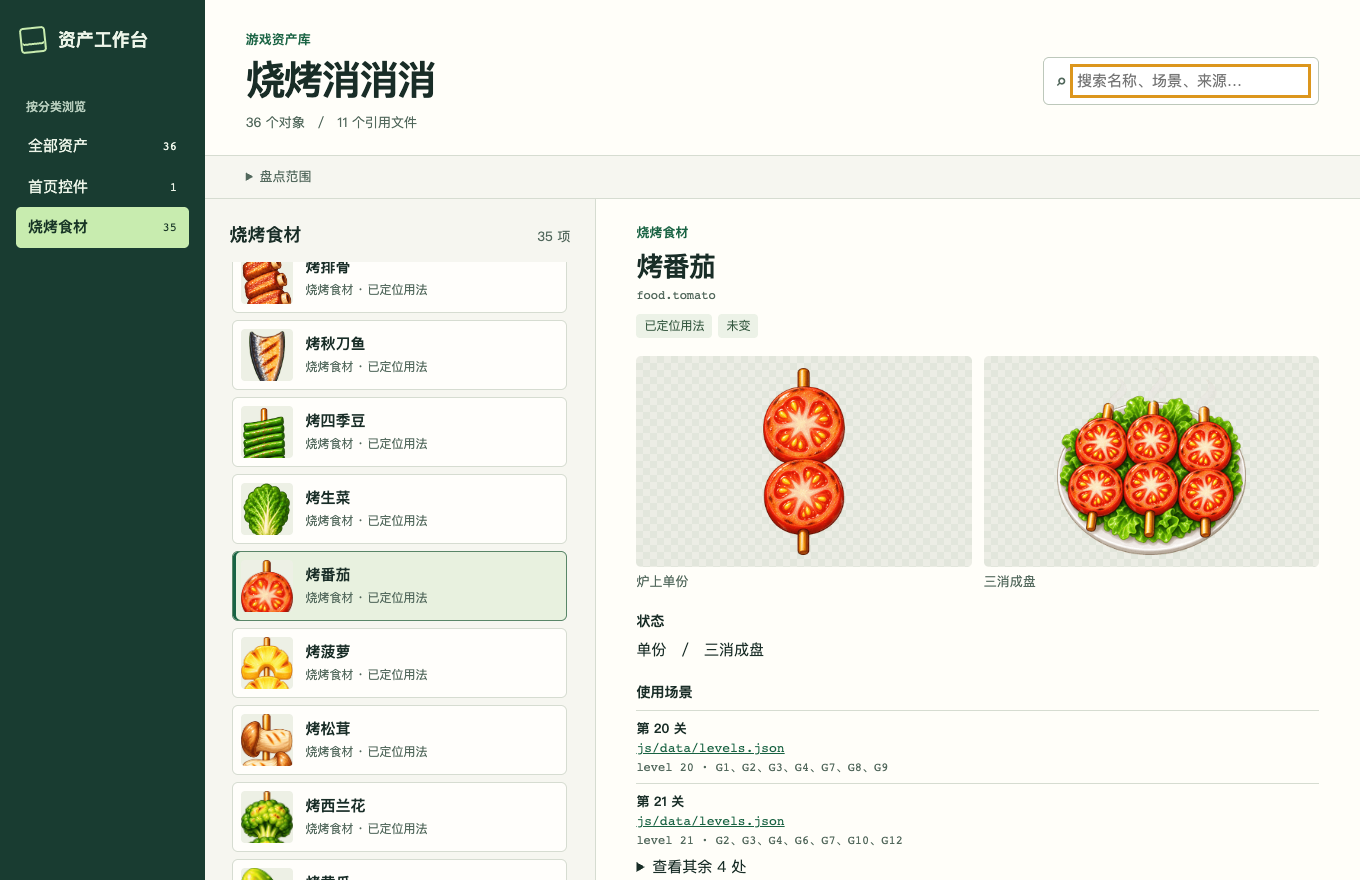 资产工作台
按分类浏览
全部资产 36
首页控件 1
烧烤食材 35
游戏资产库
烧烤消消消
36 个对象 / 11 个引用文件
搜索名称、场景、来源…
▶ 盘点范围
烧烤食材 35 项
烤排骨
烧烤食材 · 已定位用法
烤秋刀鱼
烧烤食材 · 已定位用法
烤四季豆
烧烤食材 · 已定位用法
烤生菜
烧烤食材 · 已定位用法
烤番茄
烧烤食材 · 已定位用法
烤菠萝
烧烤食材 · 已定位用法
烤松茸
烧烤食材 · 已定位用法
烤西兰花
烧烤食材 · 已定位用法
烧烤食材
烤番茄
food.tomato
已定位用法 未变
炉上单份 三消成盘
状态
单份 / 三消成盘
使用场景
第 20 关
js/data/levels.json
level 20 · G1、G2、G3、G4、G7、G8、G9
第 21 关
js/data/levels.json
level 21 · G2、G3、G4、G6、G7、G10、G12
▶ 查看其余 4 处